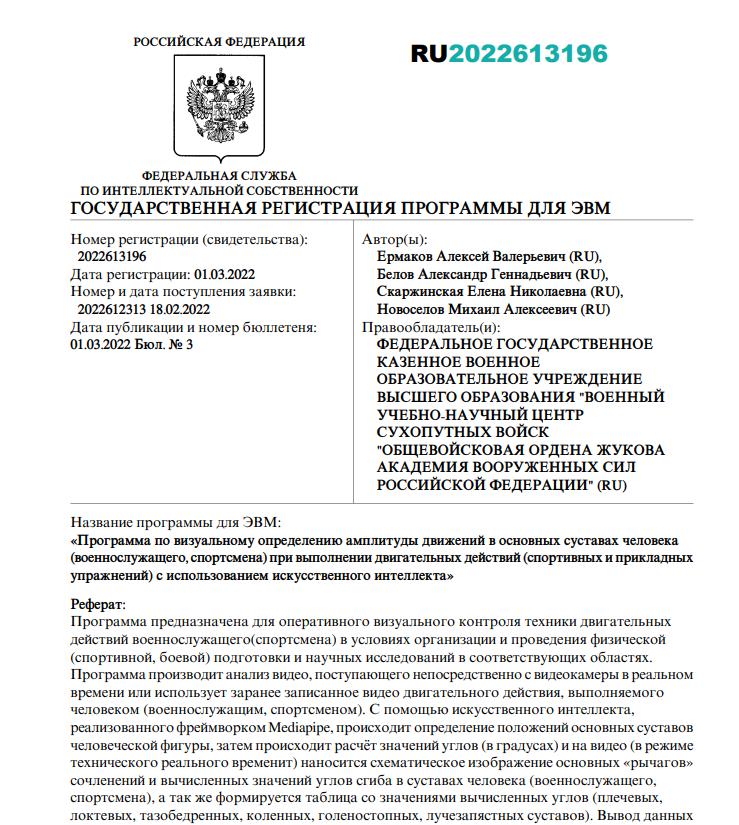 РОССИЙСКАЯ ФЕДЕРАЦИЯ
RU2022613196
ФЕДЕРАЛЬНАЯ СЛУЖБА
ПО ИНТЕЛЛЕКТУАЛЬНОЙ СОБСТВЕННОСТИ
ГОСУДАРСТВЕННАЯ РЕГИСТРАЦИЯ ПРОГРАММЫ ДЛЯ ЭВМ
Номер регистрации (свидетельства):
2022613196
Дата регистрации: 01.03.2022
Номер и дата поступления заявки:
2022612313 18.02.2022
Дата публикации и номер бюллетеня:
01.03.2022 Бюл. № 3
Автор(ы):
Ермаков Алексей Валерьевич (RU),
Белов Александр Геннадьевич (RU),
Скаржинская Елена Николаевна (RU),
Новоселов Михаил Алексеевич (RU)
Правообладатель(и):
ФЕДЕРАЛЬНОЕ ГОСУДАРСТВЕННОЕ
КАЗЕННОЕ ВОЕННОЕ
ОБРАЗОВАТЕЛЬНОЕ УЧРЕЖДЕНИЕ
ВЫСШЕГО ОБРАЗОВАНИЯ "ВОЕННЫЙ
УЧЕБНО-НАУЧНЫЙ ЦЕНТР
СУХОПУТНЫХ ВОЙСК
"ОБЩЕВОЙСКОВАЯ ОРДЕНА ЖУКОВА
АКАДЕМИЯ ВООРУЖЕННЫХ СИЛ
РОССИЙСКОЙ ФЕДЕРАЦИИ" (RU)
Название программы для ЭВМ:
«Программа по визуальному определению амплитуды движений в основных суставах человека
(военнослужащего, спортсмена) при выполнении двигательных действий (спортивных и прикладных
упражнений) с использованием искусственного интеллекта»
Реферат:
Программа предназначена для оперативного визуального контроля техники двигательных
действий военнослужащего(спортсмена) в условиях организации и проведения физической
(спортивной, боевой) подготовки и научных исследований в соответствующих областях.
Программа производит анализ видео, поступающего непосредственно с видеокамеры в реальном
времени или использует заранее записанное видео двигательного действия, выполняемого
человеком (военнослужащим, спортсменом). С помощью искусственного интеллекта,
реализованного фреймворком Mediapipe, происходит определение положений основных суставов
человеческой фигуры, затем происходит расчёт значений углов (в градусах) и на видео (в режиме
технического реального временит) наносится схематическое изображение основных «рычагов»
сочленений и вычисленных значений углов сгиба в суставах человека (военнослужащего,
спортсмена), а так же формируется таблица со значениями вычисленных углов (плечевых,
локтевых, тазобедренных, коленных, голеностопных, лучезапястных суставов). Вывод данных